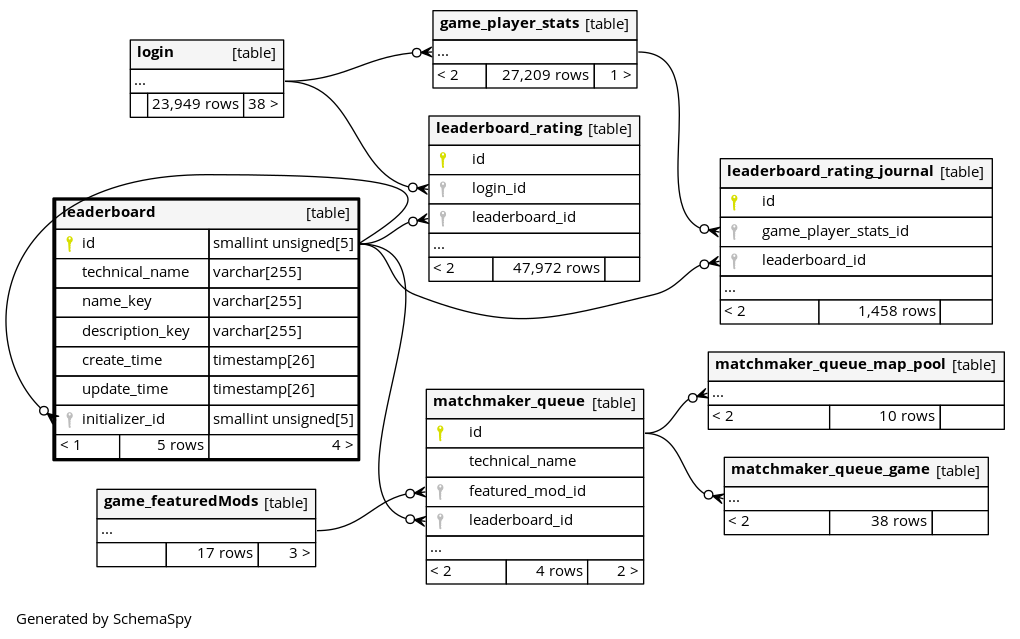 login [table]
...
23,949 rows 38 >
game_player_stats [table]
...
< 2 27,209 rows 1 >
leaderboard_rating [table]
id
login_id
leaderboard_id
...
< 2 47,972 rows
leaderboard_rating_journal [table]
id
game_player_stats_id
leaderboard_id
...
< 2 1,458 rows
leaderboard [table]
id smallint unsigned[5]
technical_name varchar[255]
name_key varchar[255]
description_key varchar[255]
create_time timestamp[26]
update_time timestamp[26]
initializer_id smallint unsigned[5]
< 1 5 rows 4 >
matchmaker_queue [table]
id
technical_name
featured_mod_id
leaderboard_id
...
< 2 4 rows 2 >
matchmaker_queue_map_pool [table]
...
< 2 10 rows
matchmaker_queue_game [table]
...
< 2 38 rows
game_featuredMods [table]
...
17 rows 3 >
Generated by SchemaSpy